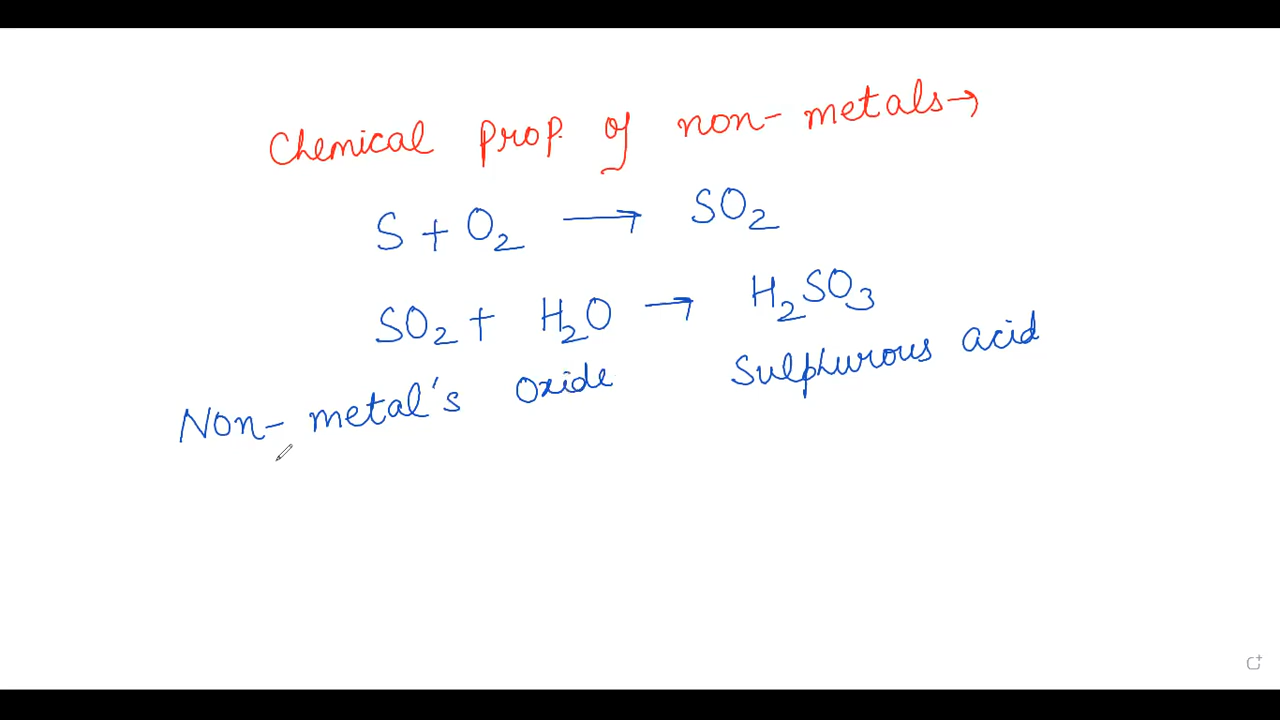 Chemical prop. of non-metals→
S + O₂ → SO₂
SO₂ + H₂O → H₂SO₃
Sulphurous acid
Non-metal's Oxide